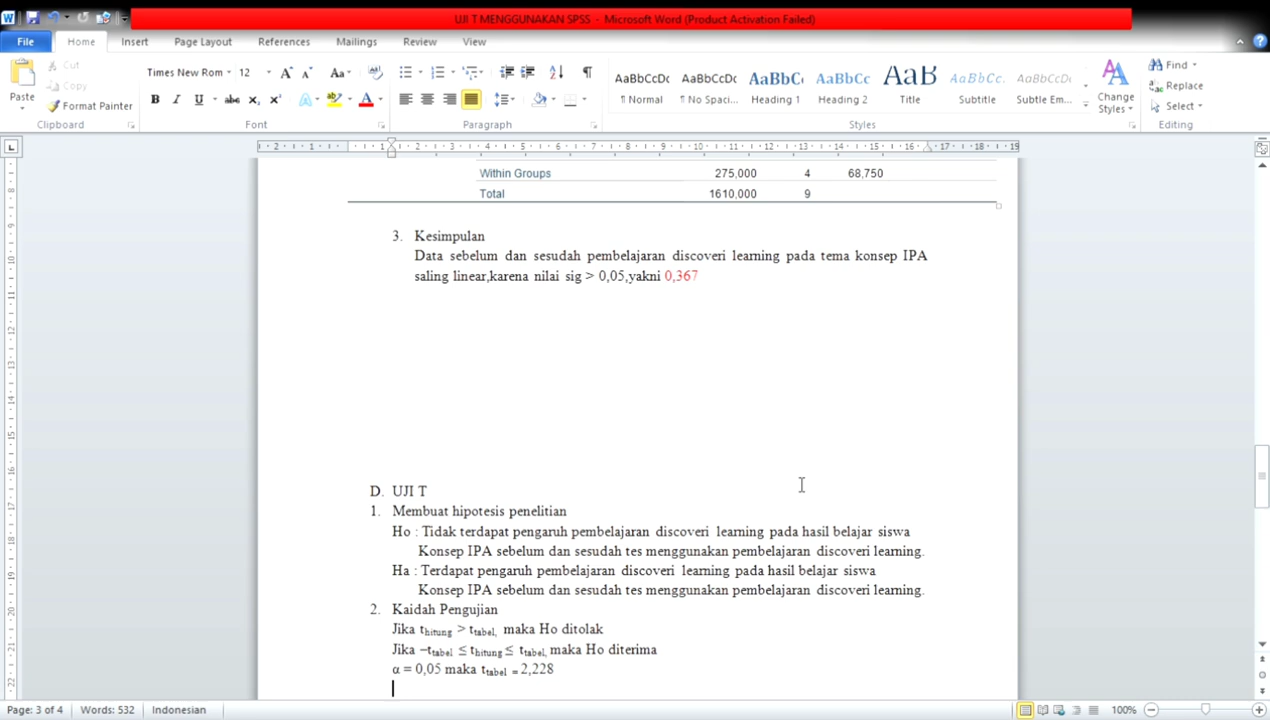 UJI T MENGGUNAKAN SPSS - Microsoft Word (Product Activation Failed)
File Home Insert Page Layout References Mailings Review View
Paste
Cut
Copy
Format Painter
Clipboard
Times New Rom 12
Font
Paragraph
AaBbCcDc AaBbCcDc AaBbC AaBbCc AaB AaBbCc. AaBbCcDc
¶ Normal ¶ No Spaci... Heading 1 Heading 2 Title Subtitle Subtle Em...
Change Styles
Styles
Find
Replace
Select
Editing
Within Groups 275,000 4 68,750
Total 1610,000 9
3. Kesimpulan
Data sebelum dan sesudah pembelajaran discoveri learning pada tema konsep IPA
saling linear,karena nilai sig > 0,05,yakni 0,367
D. UJI T
1. Membuat hipotesis penelitian
Ho : Tidak terdapat pengaruh pembelajaran discoveri learning pada hasil belajar siswa
Konsep IPA sebelum dan sesudah tes menggunakan pembelajaran discoveri learning.
Ha : Terdapat pengaruh pembelajaran discoveri learning pada hasil belajar siswa
Konsep IPA sebelum dan sesudah tes menggunakan pembelajaran discoveri learning.
2. Kaidah Pengujian
Jika thitung > ttabel, maka Ho ditolak
Jika –ttabel ≤ thitung ≤ ttabel, maka Ho diterima
α = 0,05 maka ttabel = 2,228
Page: 3 of 4 Words: 532 Indonesian 100%